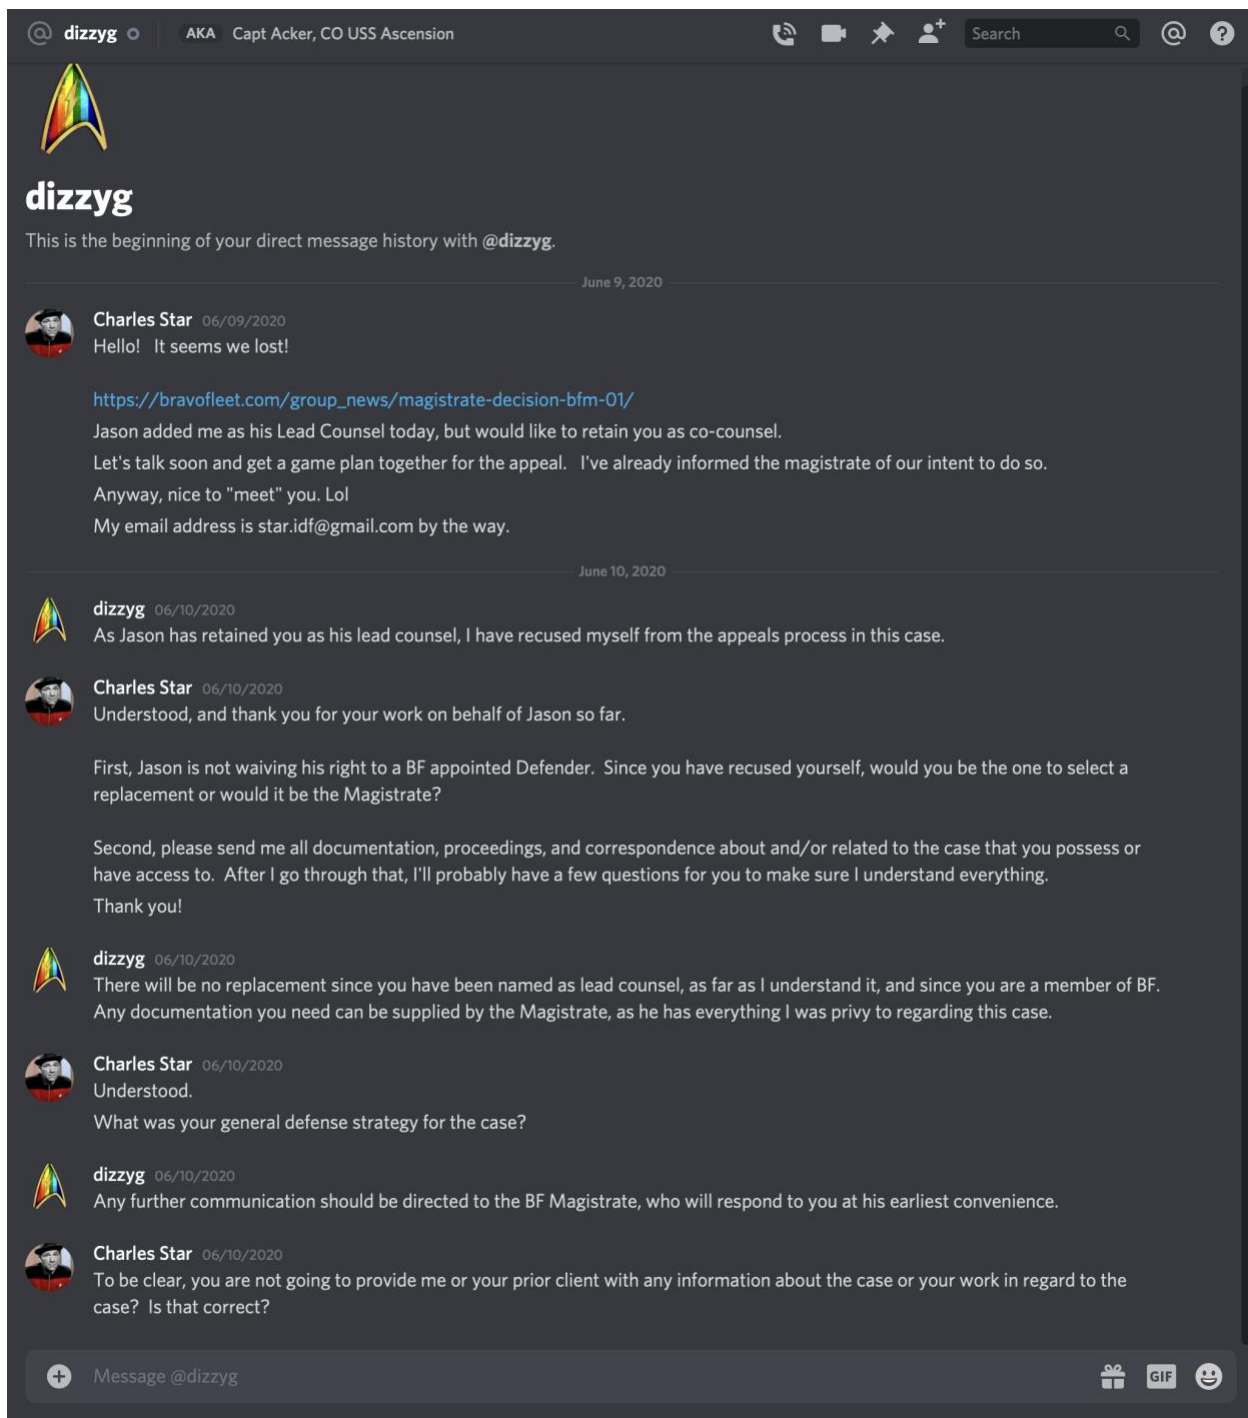 @ dizzyg AKA Capt Acker, CO USS Ascension Search
dizzyg
This is the beginning of your direct message history with @dizzyg.
June 9, 2020
Charles Star 06/09/2020
Hello! It seems we lost!
https://bravofleet.com/group_news/magistrate-decision-bfm-01/
Jason added me as his Lead Counsel today, but would like to retain you as co-counsel.
Let's talk soon and get a game plan together for the appeal. I've already informed the magistrate of our intent to do so.
Anyway, nice to "meet" you. Lol
My email address is star.idf@gmail.com by the way.
June 10, 2020
dizzyg 06/10/2020
As Jason has retained you as his lead counsel, I have recused myself from the appeals process in this case.
Charles Star 06/10/2020
Understood, and thank you for your work on behalf of Jason so far.
First, Jason is not waiving his right to a BF appointed Defender. Since you have recused yourself, would you be the one to select a
replacement or would it be the Magistrate?
Second, please send me all documentation, proceedings, and correspondence about and/or related to the case that you possess or
have access to. After I go through that, I'll probably have a few questions for you to make sure I understand everything.
Thank you!
dizzyg 06/10/2020
There will be no replacement since you have been named as lead counsel, as far as I understand it, and since you are a member of BF.
Any documentation you need can be supplied by the Magistrate, as he has everything I was privy to regarding this case.
Charles Star 06/10/2020
Understood.
What was your general defense strategy for the case?
dizzyg 06/10/2020
Any further communication should be directed to the BF Magistrate, who will respond to you at his earliest convenience.
Charles Star 06/10/2020
To be clear, you are not going to provide me or your prior client with any information about the case or your work in regard to the
case? Is that correct?
Message @dizzyg GIF